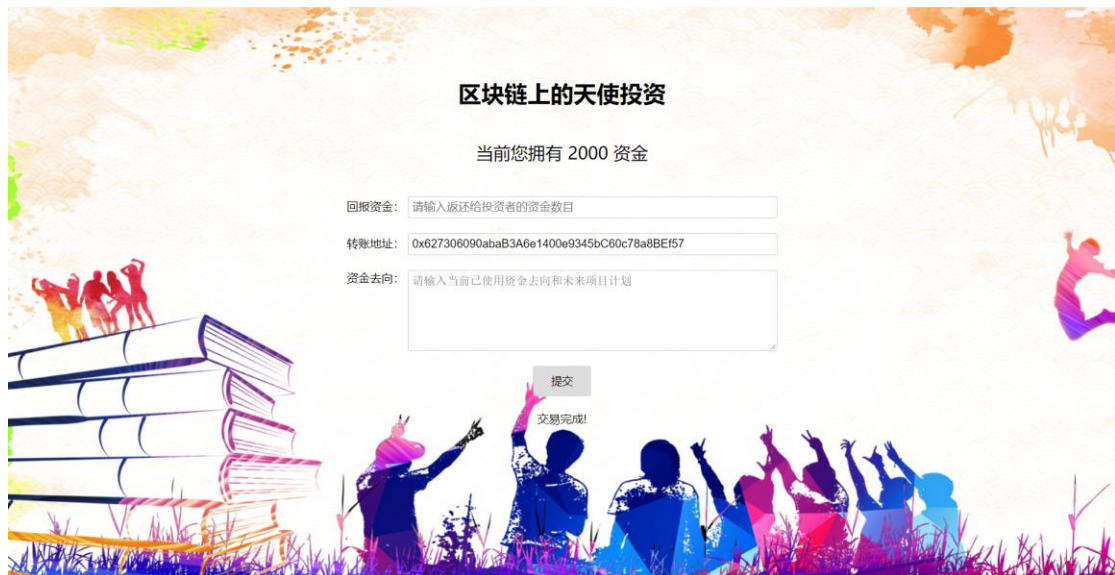 区块链上的天使投资
当前您拥有 2000 资金
回报资金： 请输入返还给投资者的资金数目
转账地址： 0x627306090abaB3A6e1400e9345bC60c78a8BEf57
资金去向： 请输入当前已使用资金去向和未来项目计划
提交
交易完成!